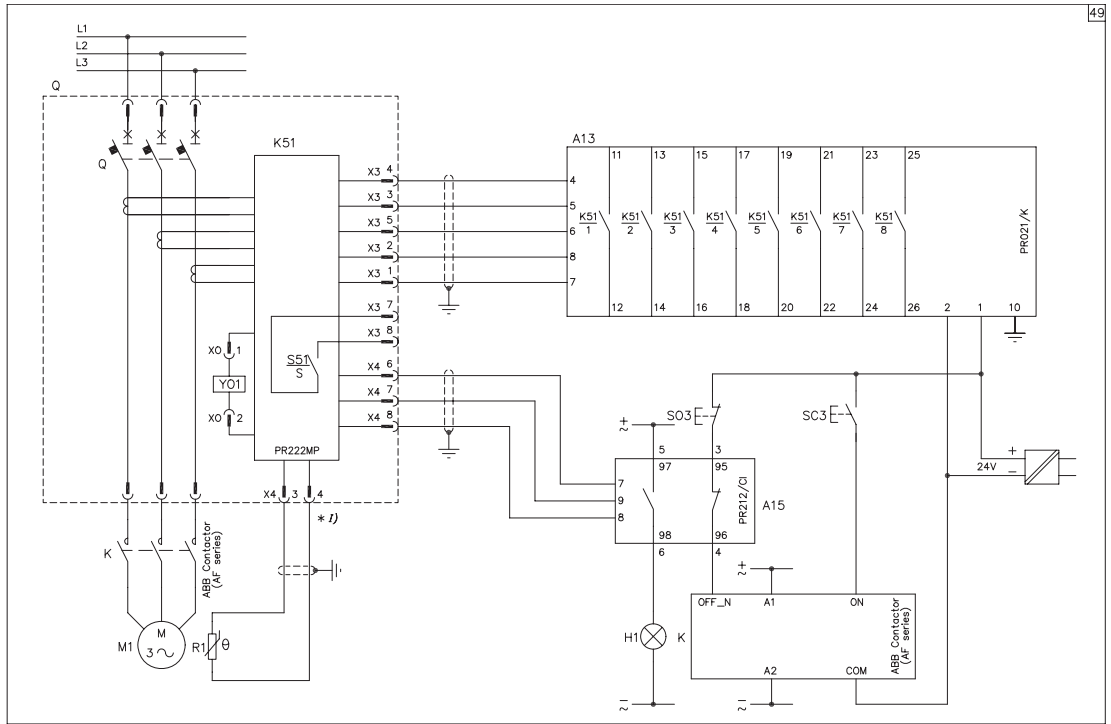 49
L1
L2
L3
Q
Q
K51
X3 4
X3 3
X3 5
X3 2
X3 1
X3 7
X3 8
X4 6
X4 7
X4 8
S51
S
X0 1
Y01
X0 2
PR222MP
X4 3 4
* 1)
A13
11 13 15 17 19 21 23 25
4
5
6
8
7
K51 K51 K51 K51 K51 K51 K51 K51
1 2 3 4 5 6 7 8
PR021/K
12 14 16 18 20 22 24 26 2 1 10
SO3
SC3
+
~
5 3
97 95
7
9
8
PR212/CI
A15
98 96
6 4
24V
+
−
K
ABB Contactor
(AF series)
M1
M
3 ~
R1
θ
+
~
OFF_N A1 ON
H1
K
ABB Contactor
(AF series)
A2 COM
−
~
−
~